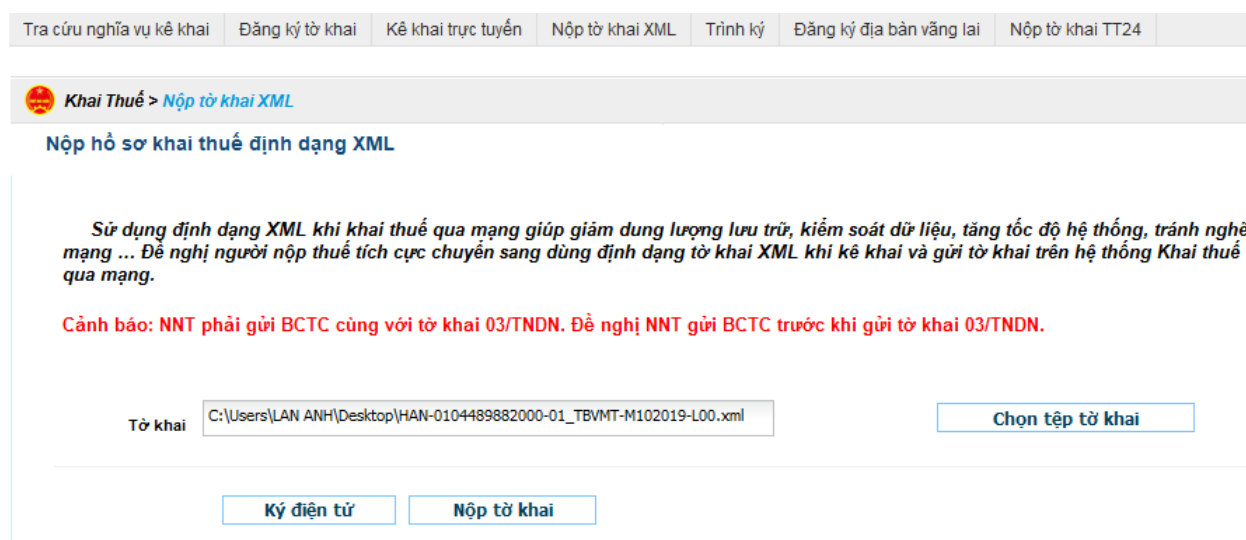 Tra cứu nghĩa vụ kê khai Đăng ký tờ khai Kê khai trực tuyến Nộp tờ khai XML Trình ký Đăng ký địa bàn vãng lai Nộp tờ khai TT24
Khai Thuế > Nộp tờ khai XML
Nộp hồ sơ khai thuế định dạng XML
Sử dụng định dạng XML khi khai thuế qua mạng giúp giảm dung lượng lưu trữ, kiểm soát dữ liệu, tăng tốc độ hệ thống, tránh nghẽ
mạng ... Đề nghị người nộp thuế tích cực chuyển sang dùng định dạng tờ khai XML khi kê khai và gửi tờ khai trên hệ thống Khai thuế
qua mạng.
Cảnh báo: NNT phải gửi BCTC cùng với tờ khai 03/TNDN. Đề nghị NNT gửi BCTC trước khi gửi tờ khai 03/TNDN.
Tờ khai C:\Users\LAN ANH\Desktop\HAN-0104489882000-01_TBVMT-M102019-L00.xml Chọn tệp tờ khai
Ký điện tử Nộp tờ khai